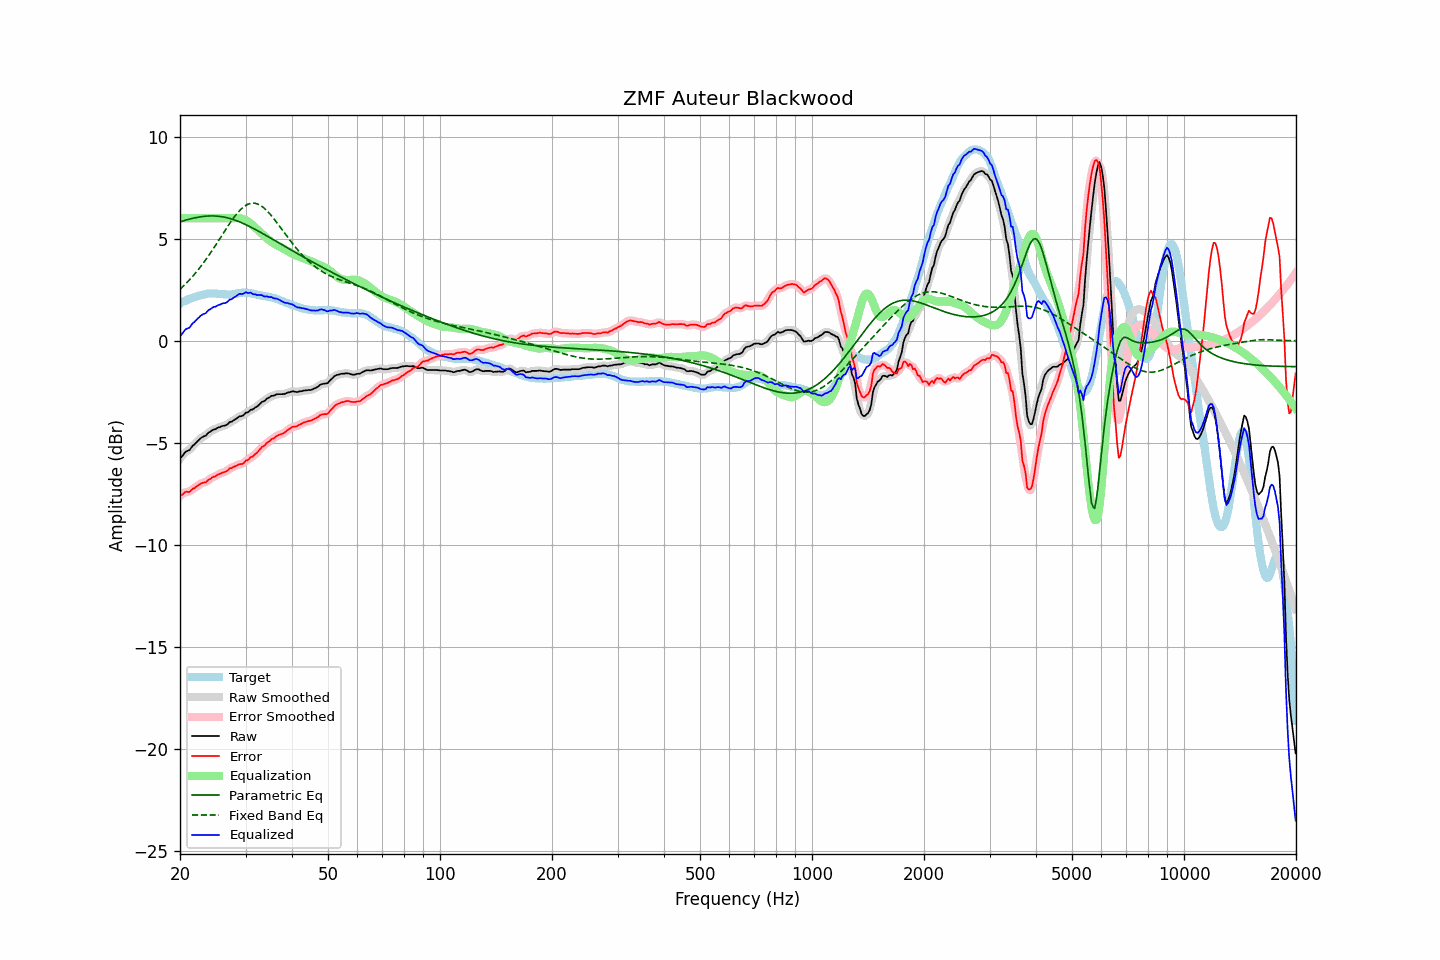 ZMF Auteur Blackwood
Amplitude (dBr)
10
5
0
−5
−10
−15
−20
−25
Target
Raw Smoothed
Error Smoothed
Raw
Error
Equalization
Parametric Eq
Fixed Band Eq
Equalized
20 50 100 200 500 1000 2000 5000 10000 20000
Frequency (Hz)